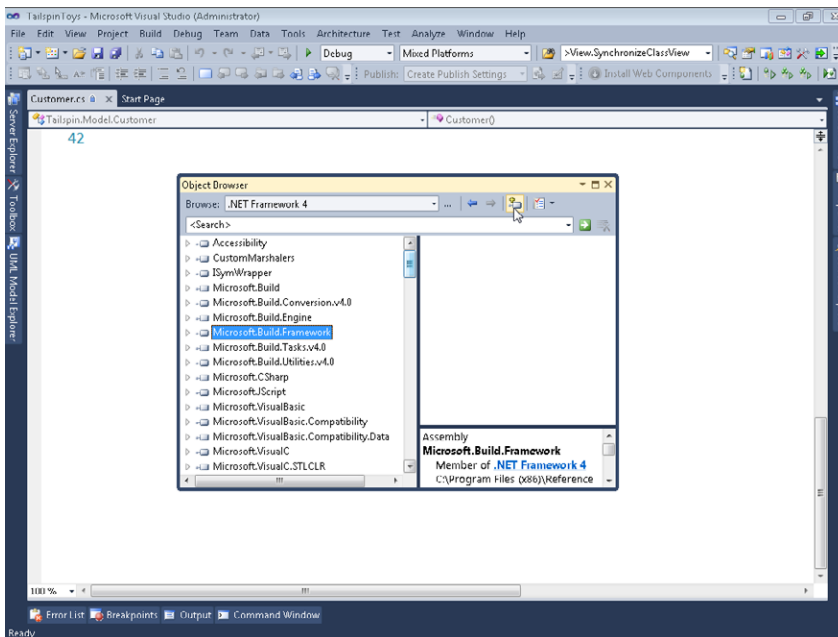 TailspinToys - Microsoft Visual Studio (Administrator)
File Edit View Project Build Debug Team Data Tools Architecture Test Analyze Window Help
Debug Mixed Platforms >View.SynchronizeClassView
Publish: Create Publish Settings Install Web Components
Customer.cs Start Page
Tailspin.Model.Customer Customer()
42
Server Explorer
Toolbox
UML Model Explorer
Object Browser
Browse: .NET Framework 4 ...
<Search>
Accessibility
CustomMarshalers
ISymWrapper
Microsoft.Build
Microsoft.Build.Conversion.v4.0
Microsoft.Build.Engine
Microsoft.Build.Framework
Microsoft.Build.Tasks.v4.0
Microsoft.Build.Utilities.v4.0
Microsoft.CSharp
Microsoft.JScript
Microsoft.VisualBasic
Microsoft.VisualBasic.Compatibility
Microsoft.VisualBasic.Compatibility.Data
Microsoft.VisualC
Microsoft.VisualC.STLCLR
Assembly
Microsoft.Build.Framework
Member of .NET Framework 4
C:\Program Files (x86)\Reference
100 %
Error List Breakpoints Output Command Window
Ready